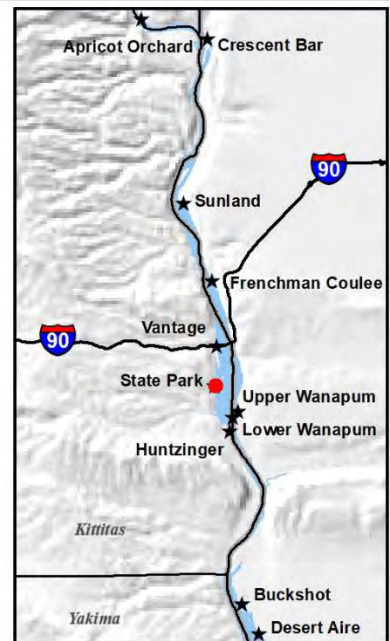 Apricot Orchard
Crescent Bar
90
Sunland
Frenchman Coulee
Vantage
90
State Park
Upper Wanapum
Lower Wanapum
Huntzinger
Kittitas
Buckshot
Yakima
Desert Aire